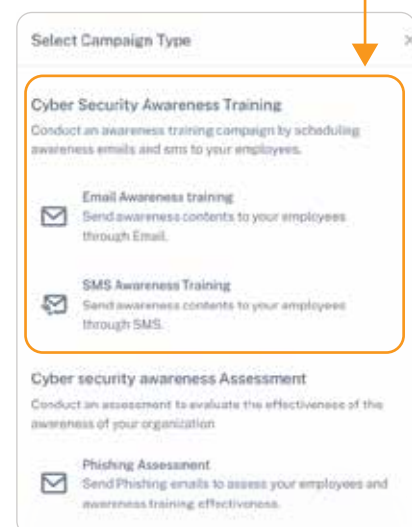 Select Campaign Type
Cyber Security Awareness Training
Conduct an awareness training campaign by scheduling
awareness emails and sms to your employees.
Email Awareness training
Send awareness contents to your employees
through Email.
SMS Awareness Training
Send awareness contents to your employees
through SMS.
Cyber security awareness Assessment
Conduct an assessment to evaluate the effectiveness of the
awareness of your organization
Phishing Assessment
Send Phishing emails to assess your employees and
awareness training effectiveness.